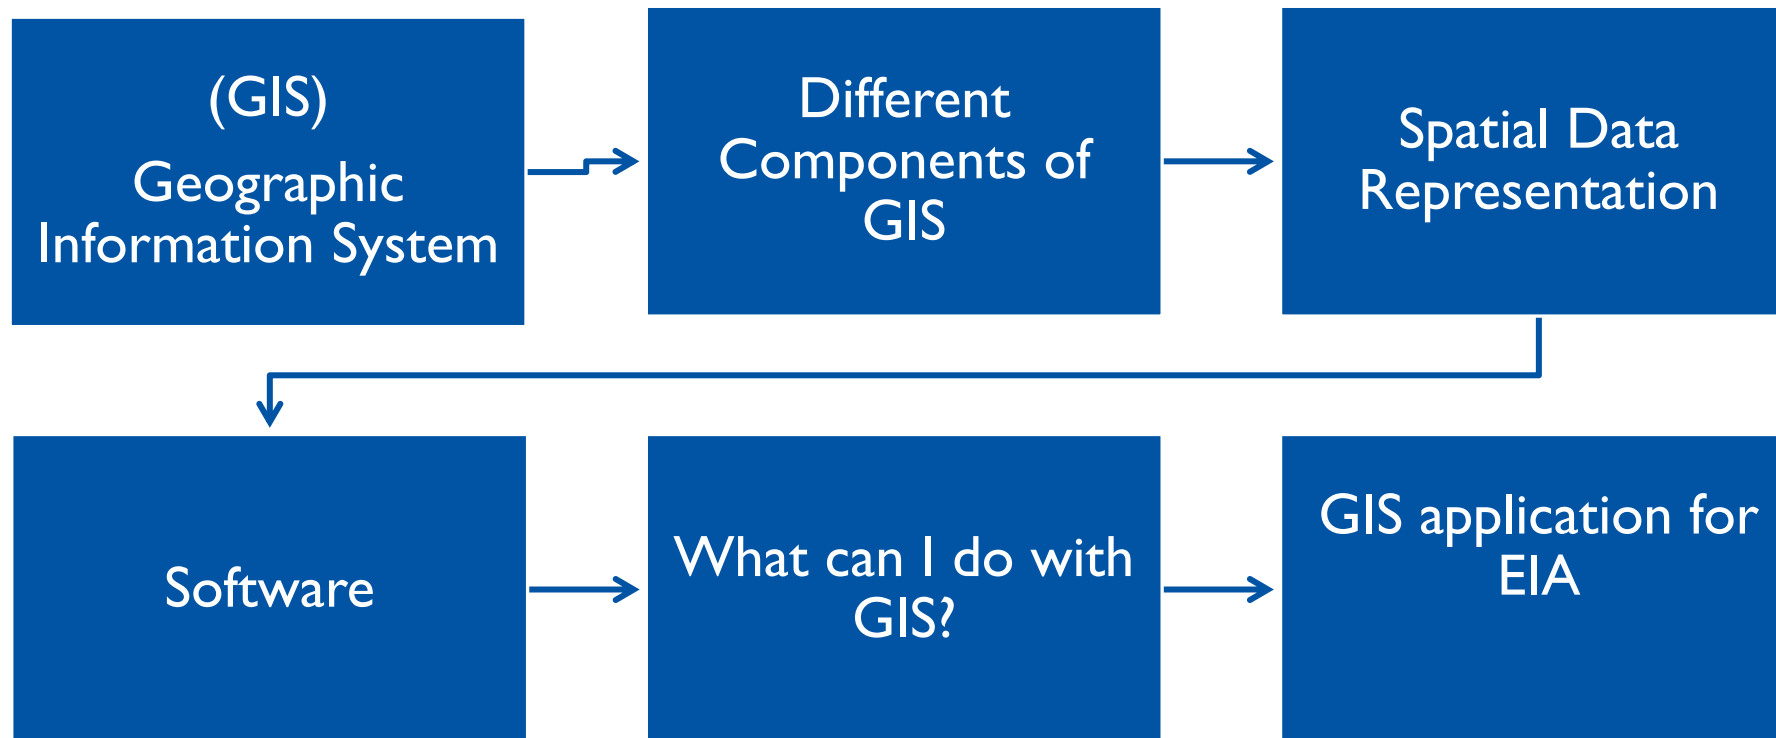 (GIS)
Geographic
Information System
Different
Components of
GIS
Spatial Data
Representation
Software
What can I do with
GIS?
GIS application for
EIA